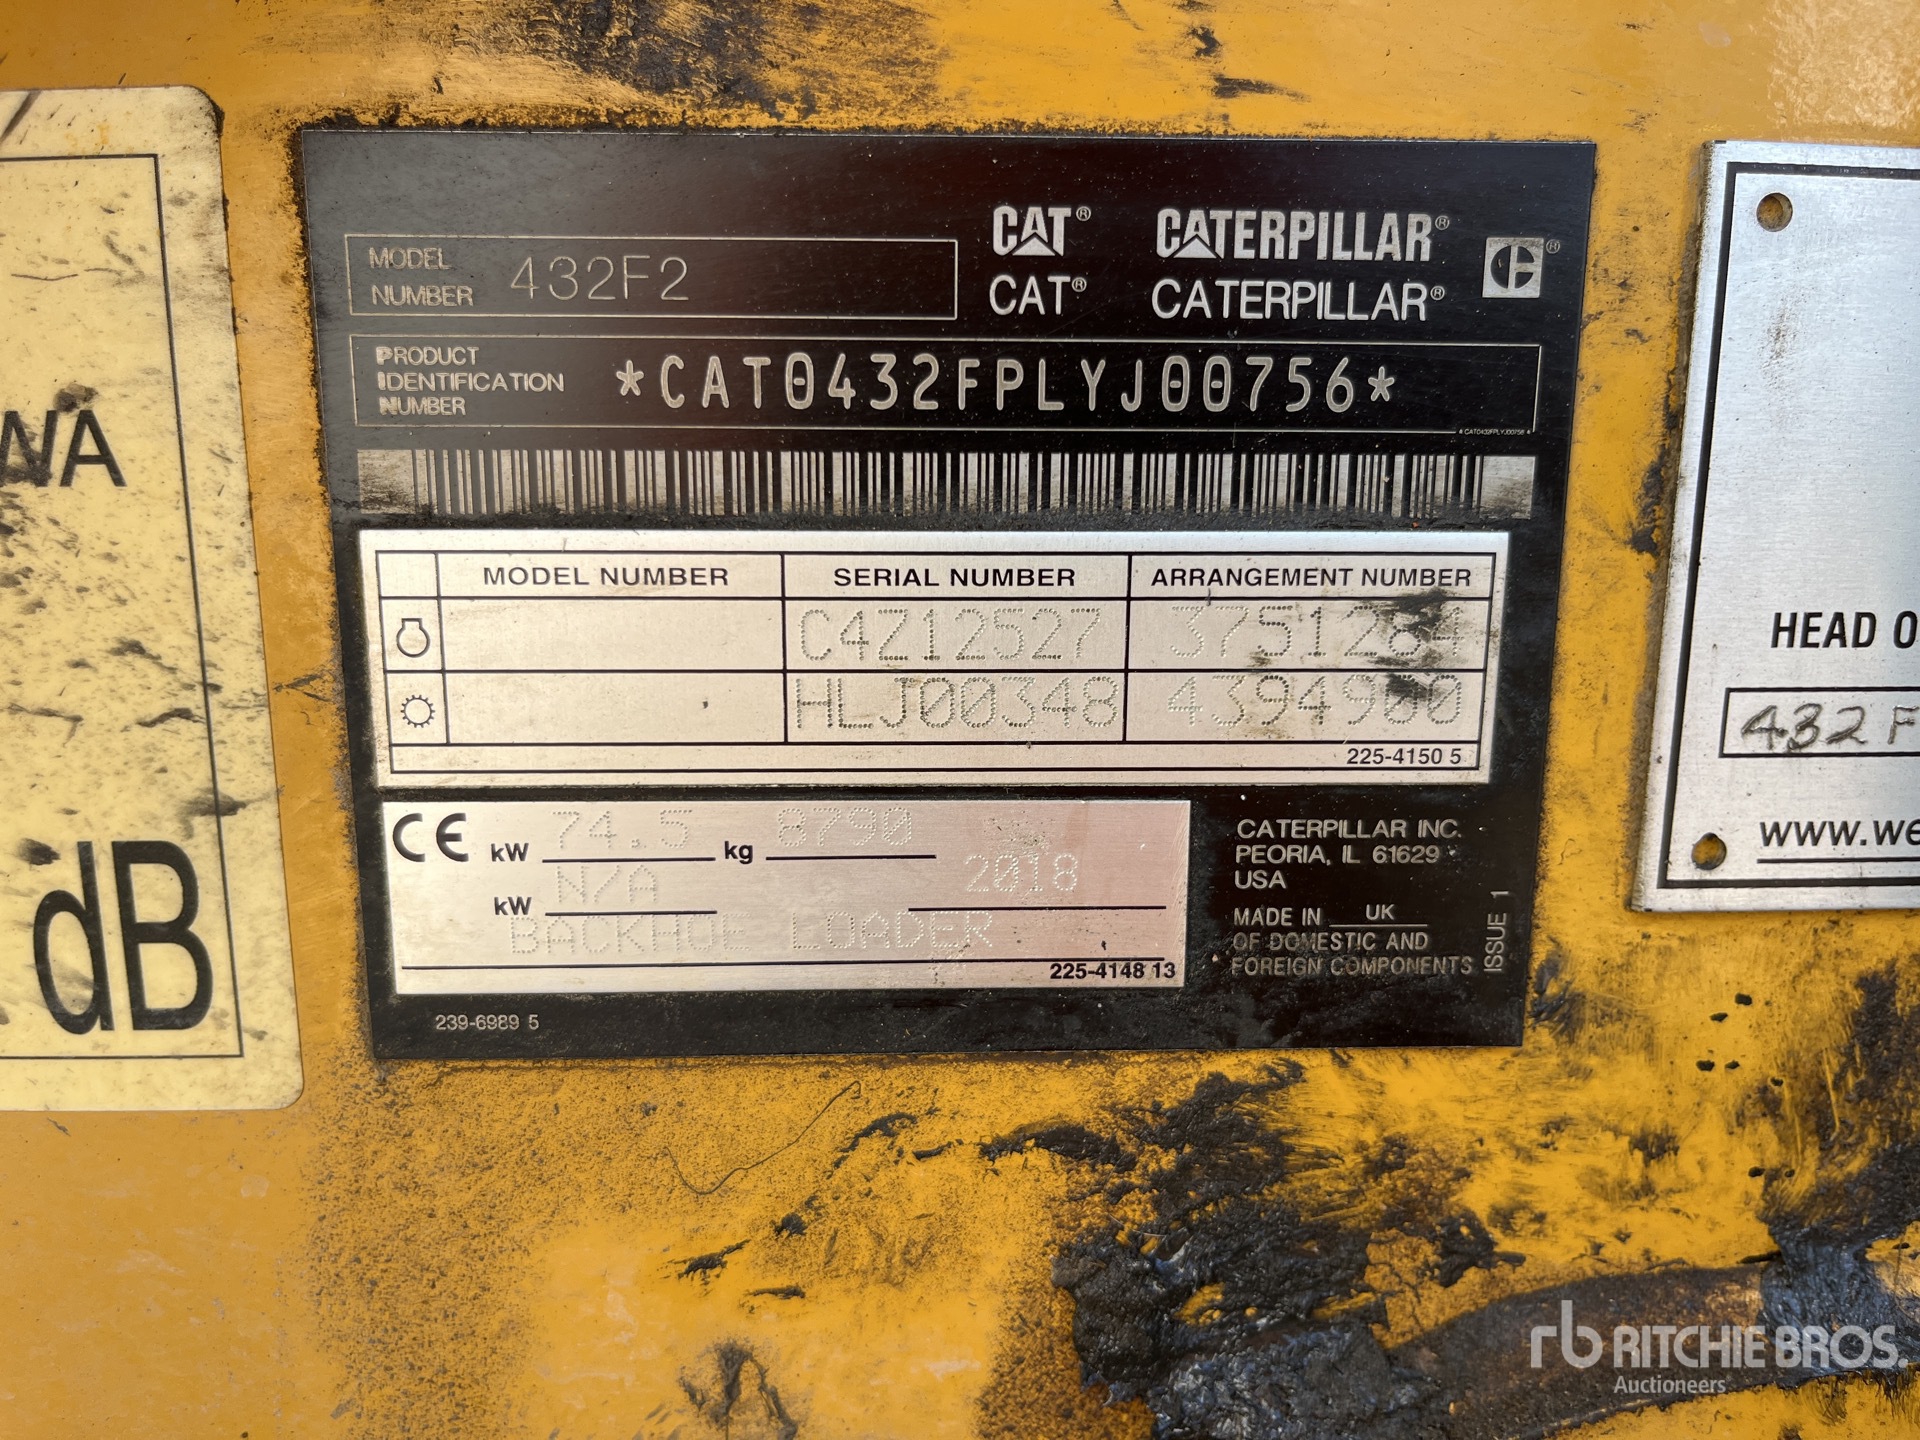 WA
dB
MODEL NUMBER 432F2
CAT® CATERPILLAR®
CAT® CATERPILLAR®
PRODUCT IDENTIFICATION NUMBER *CAT0432FPLYJ00756*
*CAT0432FPLYJ00756*
MODEL NUMBER SERIAL NUMBER ARRANGEMENT NUMBER
C4Z12527 3751284
HLJ00348 4394900
225-4150 5
CE kW 74.5 kg 8790
kW N/A 2018
BACKHOE LOADER
225-4148 13
239-6989 5
CATERPILLAR INC.
PEORIA, IL 61629
USA
MADE IN UK
OF DOMESTIC AND
FOREIGN COMPONENTS
ISSUE 1
HEAD O
432 F
www.we
rb RITCHIE BROS.
Auctioneers